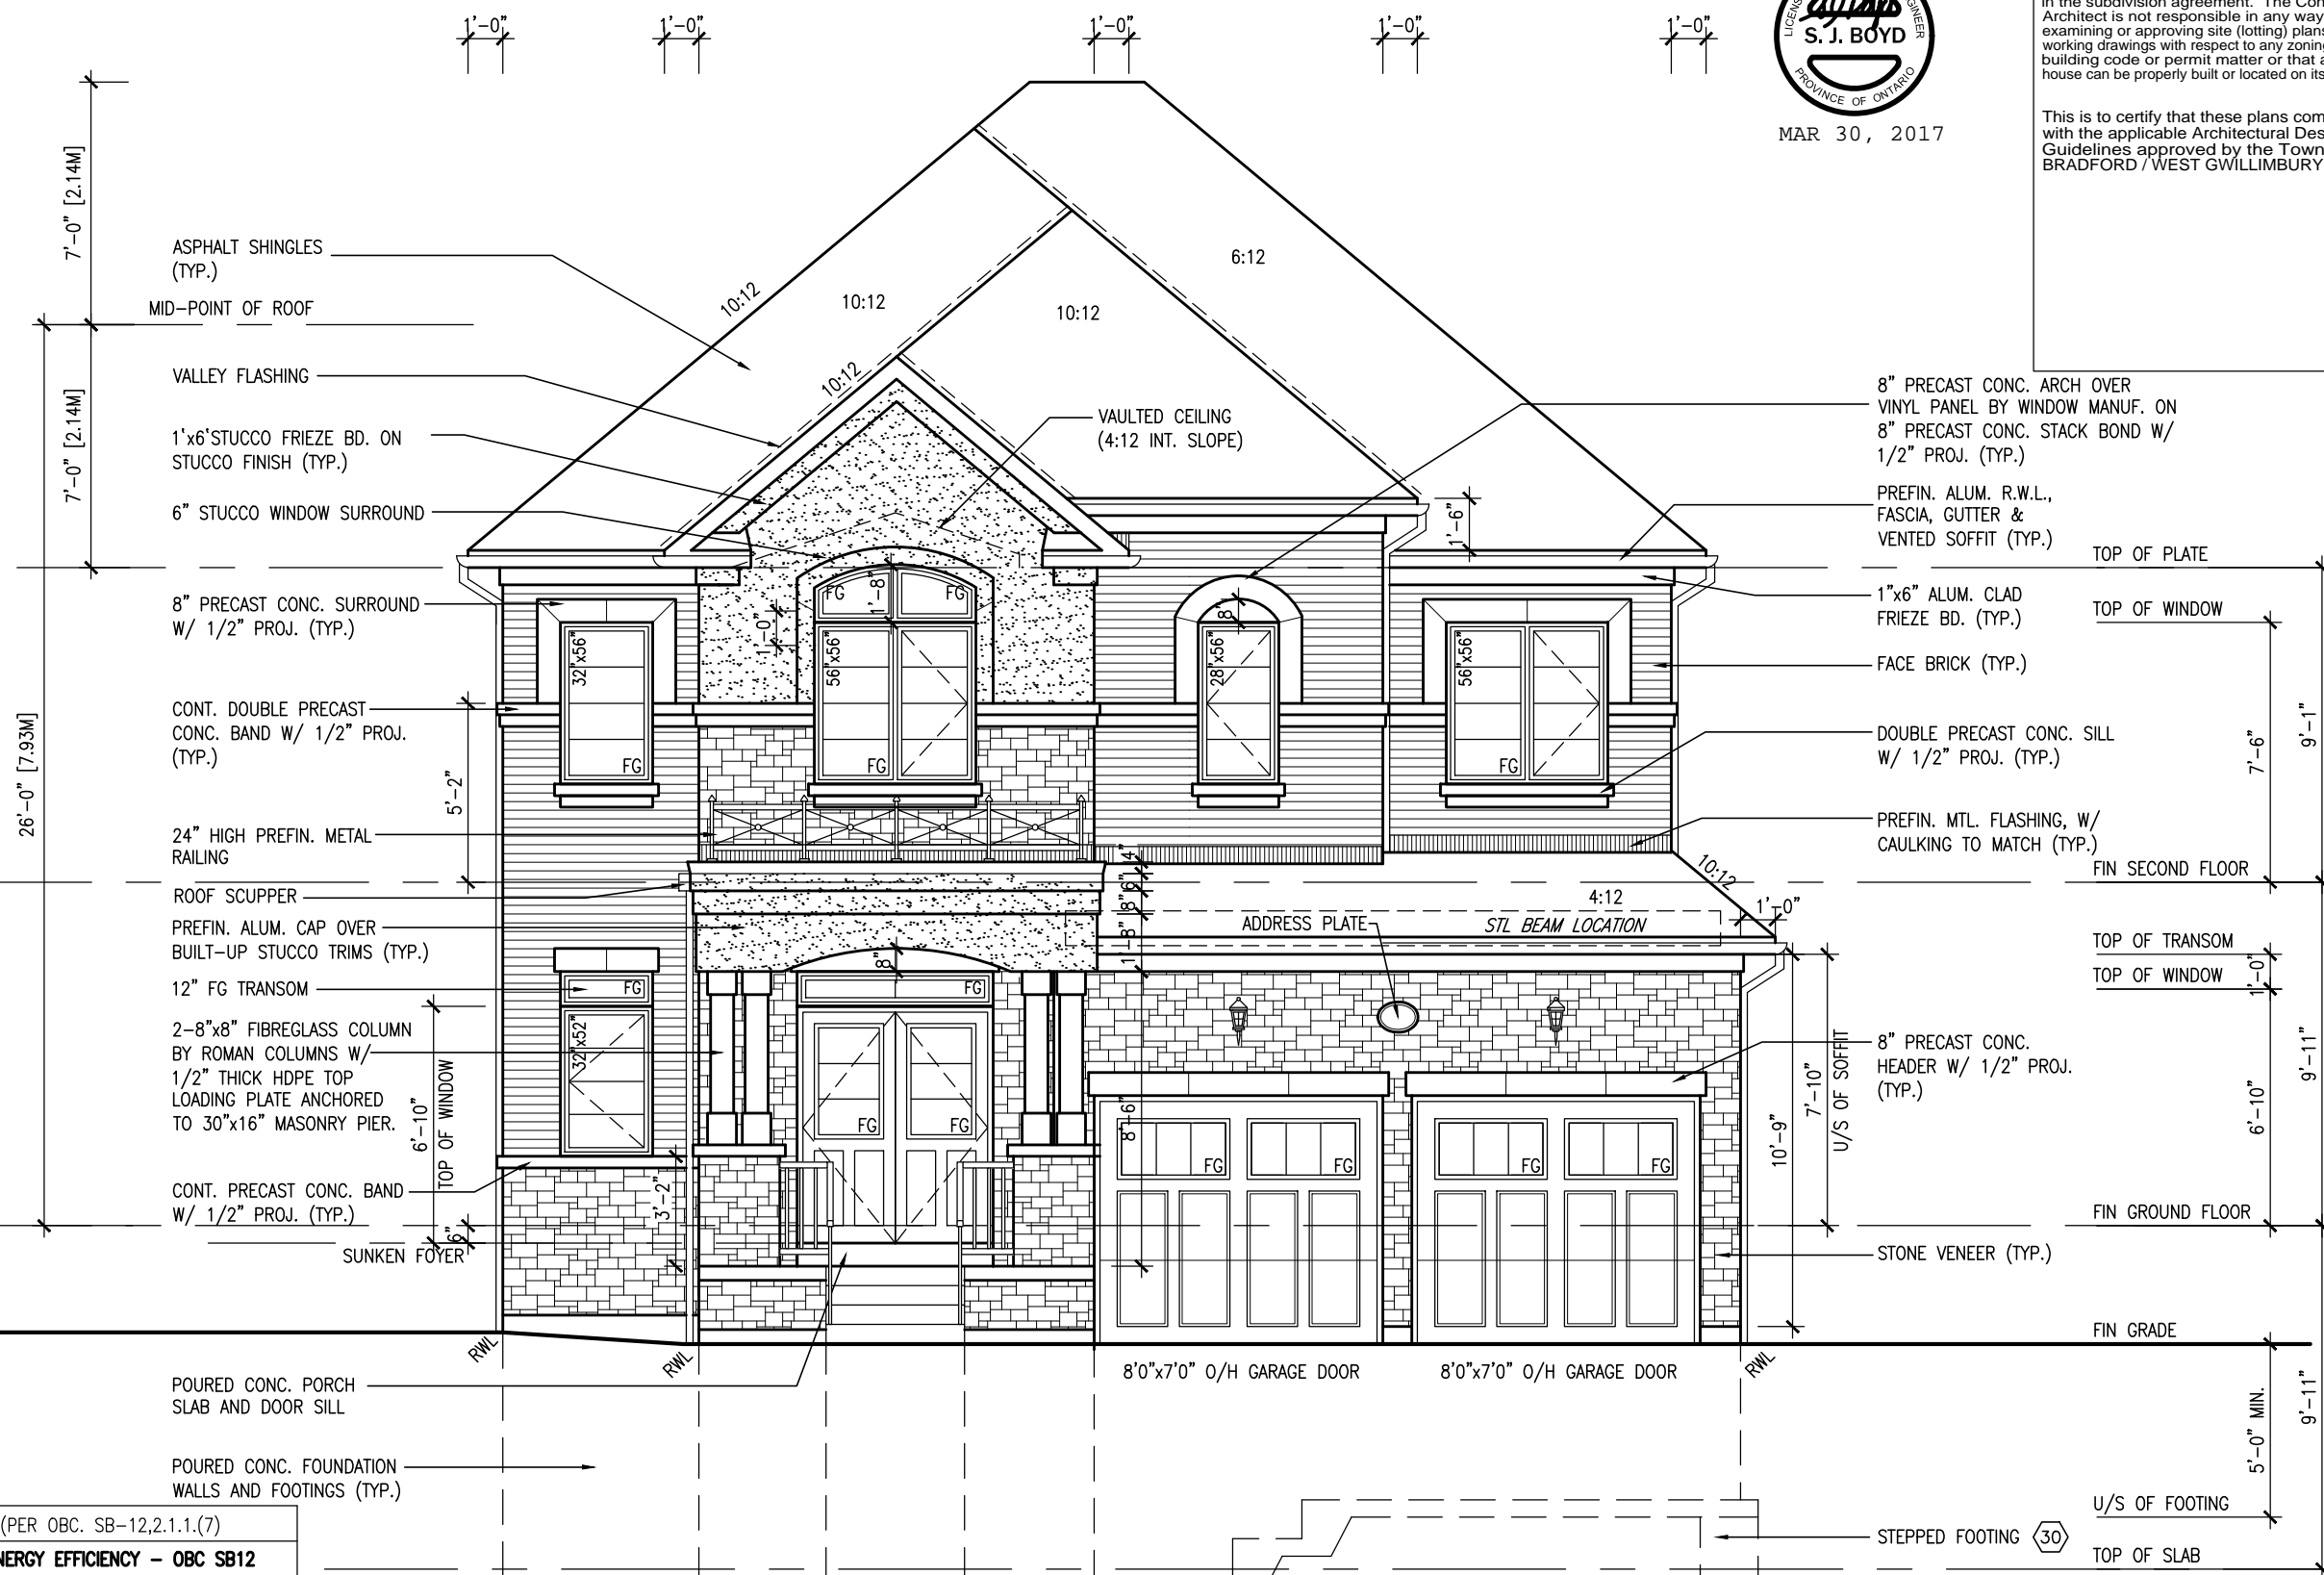 1'-0"
1'-0"
1'-0"
1'-0"
1'-0"
S. J. BOYD
PROVINCE OF ONTARIO
MAR 30, 2017
in the subdivision agreement. The
Architect is not responsible in any way
examining or approving site (lotting)
working drawings with respect to any
building code or permit matter or that
house can be properly built or located on its
This is to certify that these plans
with the applicable Architectural
Guidelines approved by the Town
BRADFORD / WEST GWILLIMBURY
7'-0" [2.14M]
7'-0" [2.14M]
26'-0" [7.93M]
ASPHALT SHINGLES
(TYP.)
MID-POINT OF ROOF
VALLEY FLASHING
1'x6' STUCCO FRIEZE BD. ON
STUCCO FINISH (TYP.)
6" STUCCO WINDOW SURROUND
8" PRECAST CONC. SURROUND
W/ 1/2" PROJ. (TYP.)
CONT. DOUBLE PRECAST
CONC. BAND W/ 1/2" PROJ.
(TYP.)
5'-2"
24" HIGH PREFIN. METAL
RAILING
ROOF SCUPPER
PREFIN. ALUM. CAP OVER
BUILT-UP STUCCO TRIMS (TYP.)
12" FG TRANSOM
2-8"x8" FIBREGLASS COLUMN
BY ROMAN COLUMNS W/
1/2" THICK HDPE TOP
LOADING PLATE ANCHORED
TO 30"x16" MASONRY PIER.
6'-10"
TOP OF WINDOW
CONT. PRECAST CONC. BAND
W/ 1/2" PROJ. (TYP.)
6"
SUNKEN FOYER
3'-2"
POURED CONC. PORCH
SLAB AND DOOR SILL
POURED CONC. FOUNDATION
WALLS AND FOOTINGS (TYP.)
(PER OBC. SB-12,2.1.1.(7)
ENERGY EFFICIENCY - OBC SB12
10:12
10:12
10:12
10:12
6:12
VAULTED CEILING
(4:12 INT. SLOPE)
1'-6"
FG
FG
1'-8"
1'-0"
8"
32"x56"
56"x56"
28"x56"
56"x56"
FG
FG
FG
4"
6"
8"
1'-8"
8'-6"
10:12
4:12
1'-0"
ADDRESS PLATE
STL BEAM LOCATION
8"
FG
FG
32"x52"
FG
FG
FG
FG
FG
FG
10'-9"
7'-10"
U/S OF SOFFIT
RWL
RWL
RWL
8'0"x7'0" O/H GARAGE DOOR
8'0"x7'0" O/H GARAGE DOOR
8" PRECAST CONC. ARCH OVER
VINYL PANEL BY WINDOW MANUF. ON
8" PRECAST CONC. STACK BOND W/
1/2" PROJ. (TYP.)
PREFIN. ALUM. R.W.L.,
FASCIA, GUTTER &
VENTED SOFFIT (TYP.)
1"x6" ALUM. CLAD
FRIEZE BD. (TYP.)
FACE BRICK (TYP.)
DOUBLE PRECAST CONC. SILL
W/ 1/2" PROJ. (TYP.)
PREFIN. MTL. FLASHING, W/
CAULKING TO MATCH (TYP.)
8" PRECAST CONC.
HEADER W/ 1/2" PROJ.
(TYP.)
STONE VENEER (TYP.)
STEPPED FOOTING 30
TOP OF PLATE
TOP OF WINDOW
7'-6"
9'-1"
FIN SECOND FLOOR
TOP OF TRANSOM
TOP OF WINDOW
1'-0"
6'-10"
9'-11"
FIN GROUND FLOOR
FIN GRADE
5'-0" MIN.
9'-11"
U/S OF FOOTING
TOP OF SLAB